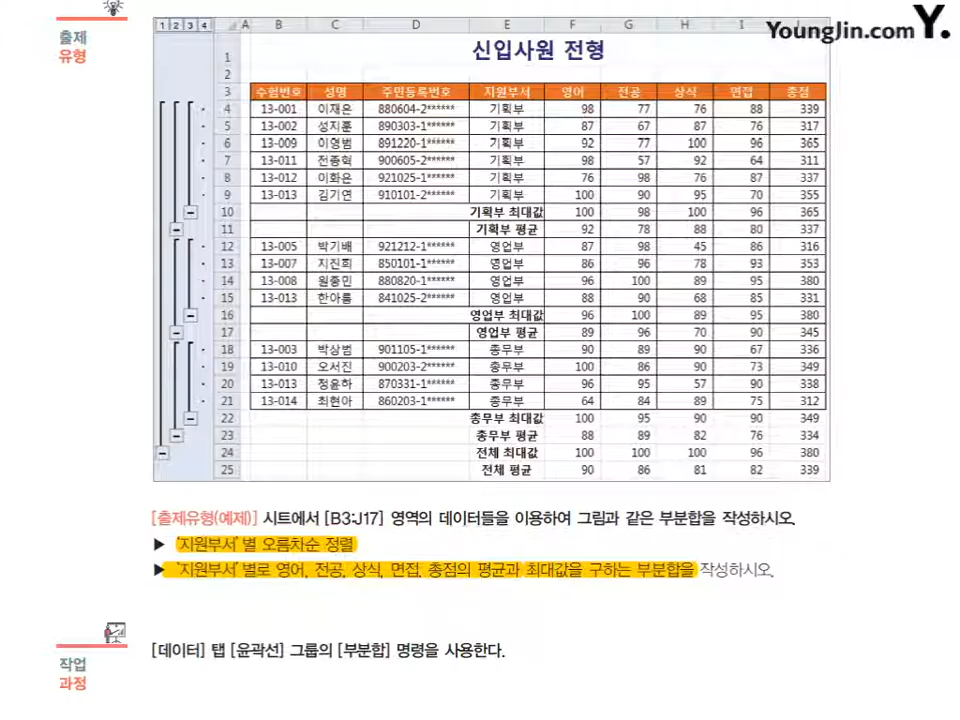 1 2 3 4 A B C D E F G H I
YoungJin.com Y.
출제
유형
1 신입사원 전형
2
3 수험번호 성명 주민등록번호 지원부서 영어 전공 상식 면접 총점
4 13-001 이재은 880604-2****** 기획부 98 77 76 88 339
5 13-002 성지훈 890303-1****** 기획부 87 67 87 76 317
6 13-009 이영범 891220-1****** 기획부 92 77 100 96 365
7 13-011 전종혁 900605-2****** 기획부 98 57 92 64 311
8 13-012 이화은 921025-1****** 기획부 76 98 76 87 337
9 13-013 김기연 910101-2****** 기획부 100 90 95 70 355
10 기획부 최대값 100 98 100 96 365
11 기획부 평균 92 78 88 80 337
12 13-005 박기배 921212-1****** 영업부 87 98 45 86 316
13 13-007 지진희 850101-1****** 영업부 86 96 78 93 353
14 13-008 원종민 880820-1****** 영업부 96 100 89 95 380
15 13-013 한아름 841025-2****** 영업부 88 90 68 85 331
16 영업부 최대값 96 100 89 95 380
17 영업부 평균 89 96 70 90 345
18 13-003 박상범 901105-1****** 총무부 90 89 90 67 336
19 13-010 오서진 900203-2****** 총무부 100 86 90 73 349
20 13-013 정윤하 870331-1****** 총무부 96 95 57 90 338
21 13-014 최현아 860203-1****** 총무부 64 84 89 75 312
22 총무부 최대값 100 95 90 90 349
23 총무부 평균 88 89 82 76 334
24 전체 최대값 100 100 100 96 380
25 전체 평균 90 86 81 82 339
[출제유형(예제)] 시트에서 [B3:J17] 영역의 데이터들을 이용하여 그림과 같은 부분합을 작성하시오.
▶ '지원부서' 별 오름차순 정렬
▶ '지원부서' 별로 영어, 전공, 상식, 면접, 총점의 평균과 최대값을 구하는 부분합을 작성하시오.
작업
과정
[데이터] 탭 [윤곽선] 그룹의 [부분합] 명령을 사용한다.